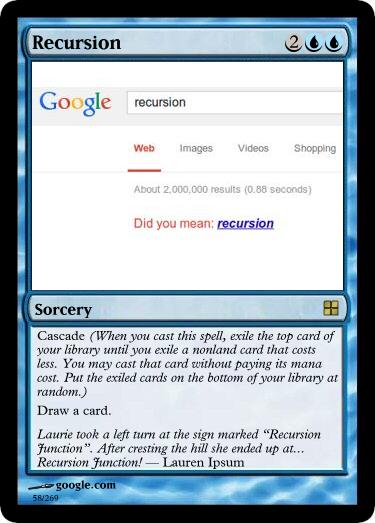 Recursion 2
Google recursion
Web Images Videos Shopping
About 2,000,000 results (0.88 seconds)
Did you mean: recursion
Sorcery
Cascade (When you cast this spell, exile the top card of
your library until you exile a nonland card that costs
less. You may cast that card without paying its mana
cost. Put the exiled cards on the bottom of your library at
random.)
Draw a card.
Laurie took a left turn at the sign marked “Recursion
Junction”. After cresting the hill she ended up at...
Recursion Junction! — Lauren Ipsum
google.com
58/269